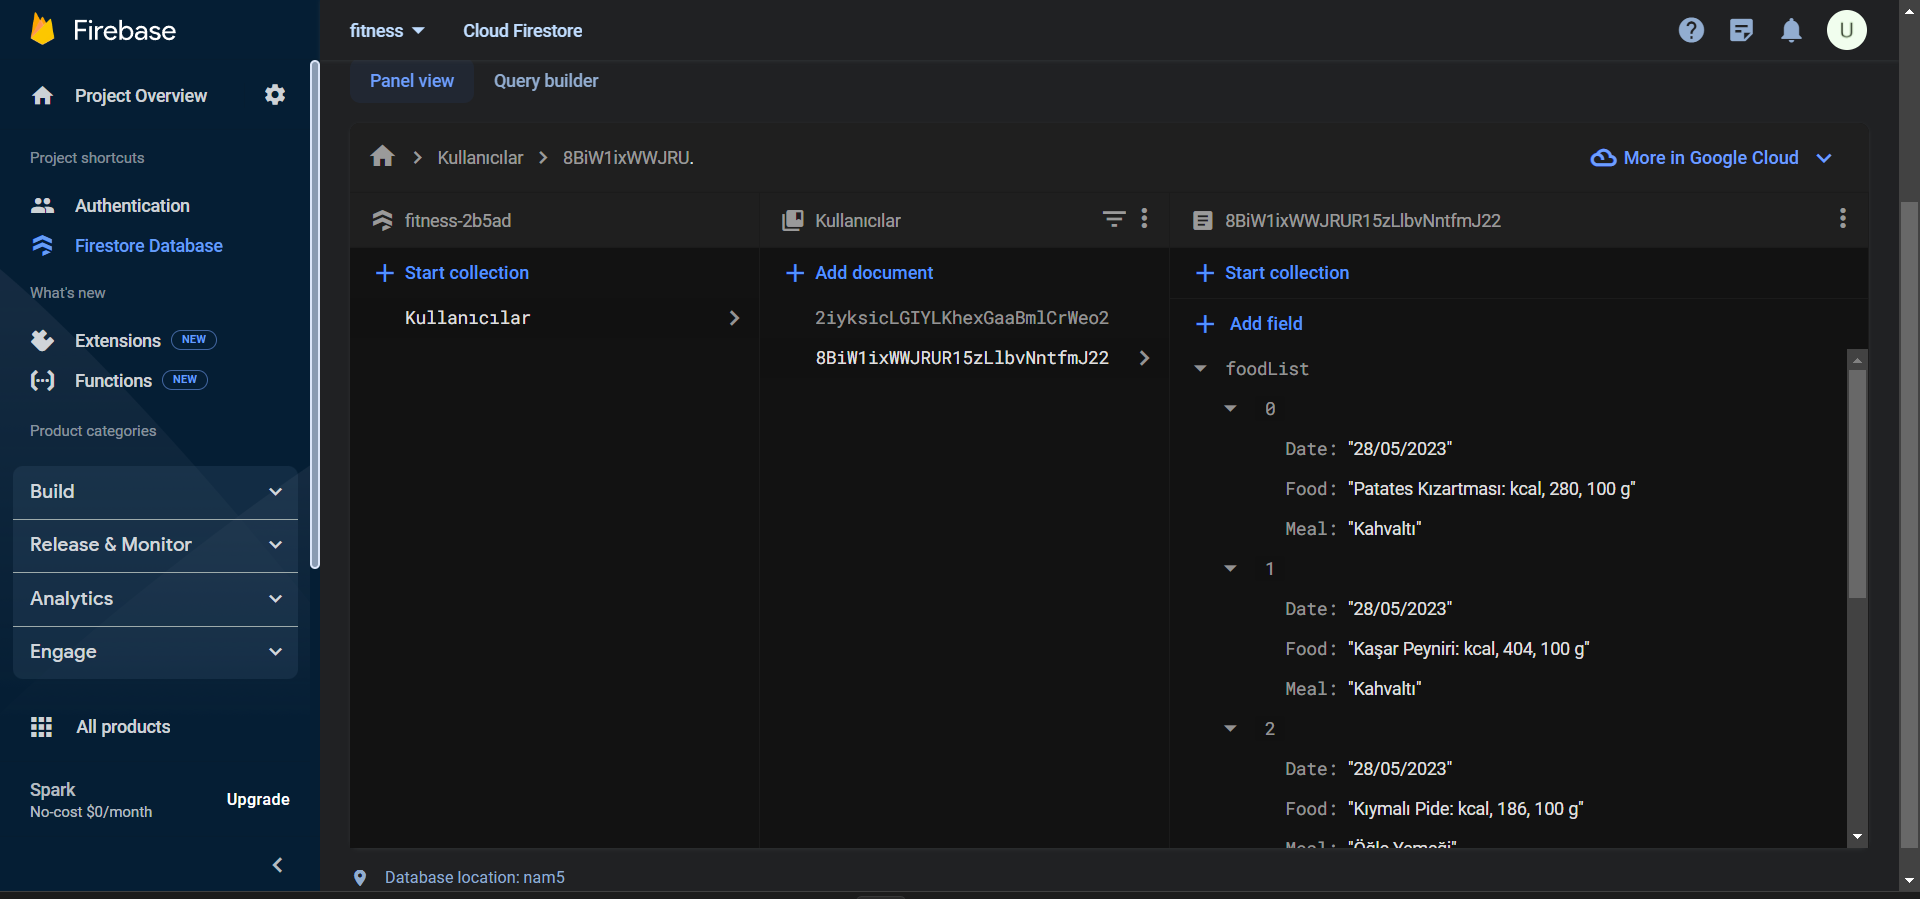 Firebase
fitness
Cloud Firestore
U
Project Overview
Project shortcuts
Authentication
Firestore Database
What's new
Extensions NEW
Functions NEW
Product categories
Build
Release & Monitor
Analytics
Engage
All products
Spark
No-cost $0/month
Upgrade
Panel view
Query builder
Kullanıcılar
8BiW1ixWWJRU.
More in Google Cloud
fitness-2b5ad
Start collection
Kullanıcılar
Kullanıcılar
Add document
2iyksicLGIYLKhexGaaBmlCrWeo2
8BiW1ixWWJRUR15zLlbvNntfmJ22
8BiW1ixWWJRUR15zLlbvNntfmJ22
Start collection
Add field
foodList
0
Date: "28/05/2023"
Food: "Patates Kızartması: kcal, 280, 100 g"
Meal: "Kahvaltı"
1
Date: "28/05/2023"
Food: "Kaşar Peyniri: kcal, 404, 100 g"
Meal: "Kahvaltı"
2
Date: "28/05/2023"
Food: "Kıymalı Pide: kcal, 186, 100 g"
Meal: "Öğle Yemeği"
Database location: nam5